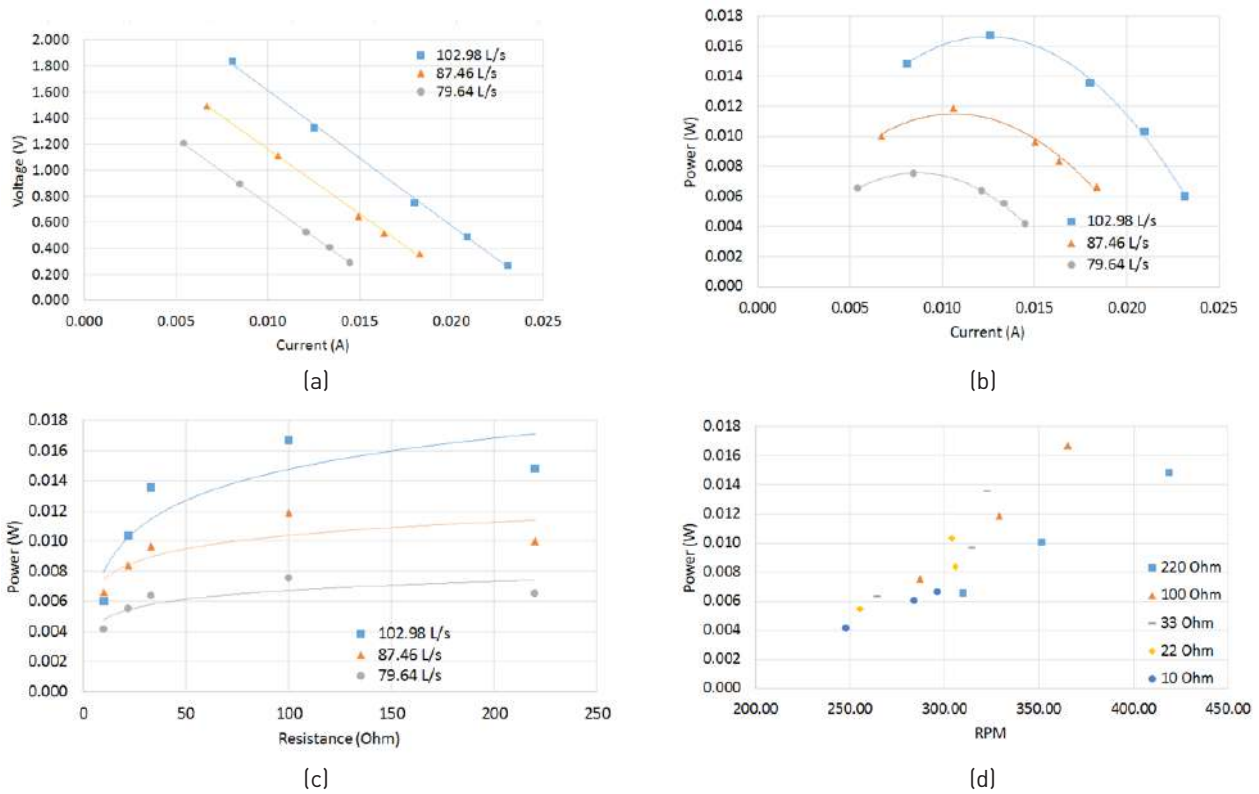 2.000
1.800
1.600
1.400
1.200
1.000
0.800
0.600
0.400
0.200
0.000
Voltage (V)
102.98 L/s
87.46 L/s
79.64 L/s
0.000 0.005 0.010 0.015 0.020 0.025
Current (A)
(a)
0.018
0.016
0.014
0.012
0.010
0.008
0.006
0.004
0.002
0.000
Power (W)
102.98 L/s
87.46 L/s
79.64 L/s
0.000 0.005 0.010 0.015 0.020 0.025
Current (A)
(b)
0.018
0.016
0.014
0.012
0.010
0.008
0.006
0.004
0.002
0.000
Power (W)
102.98 L/s
87.46 L/s
79.64 L/s
0 50 100 150 200 250
Resistance (Ohm)
(c)
0.018
0.016
0.014
0.012
0.010
0.008
0.006
0.004
0.002
0.000
Power (W)
220 Ohm
100 Ohm
33 Ohm
22 Ohm
10 Ohm
200.00 250.00 300.00 350.00 400.00 450.00
RPM
(d)